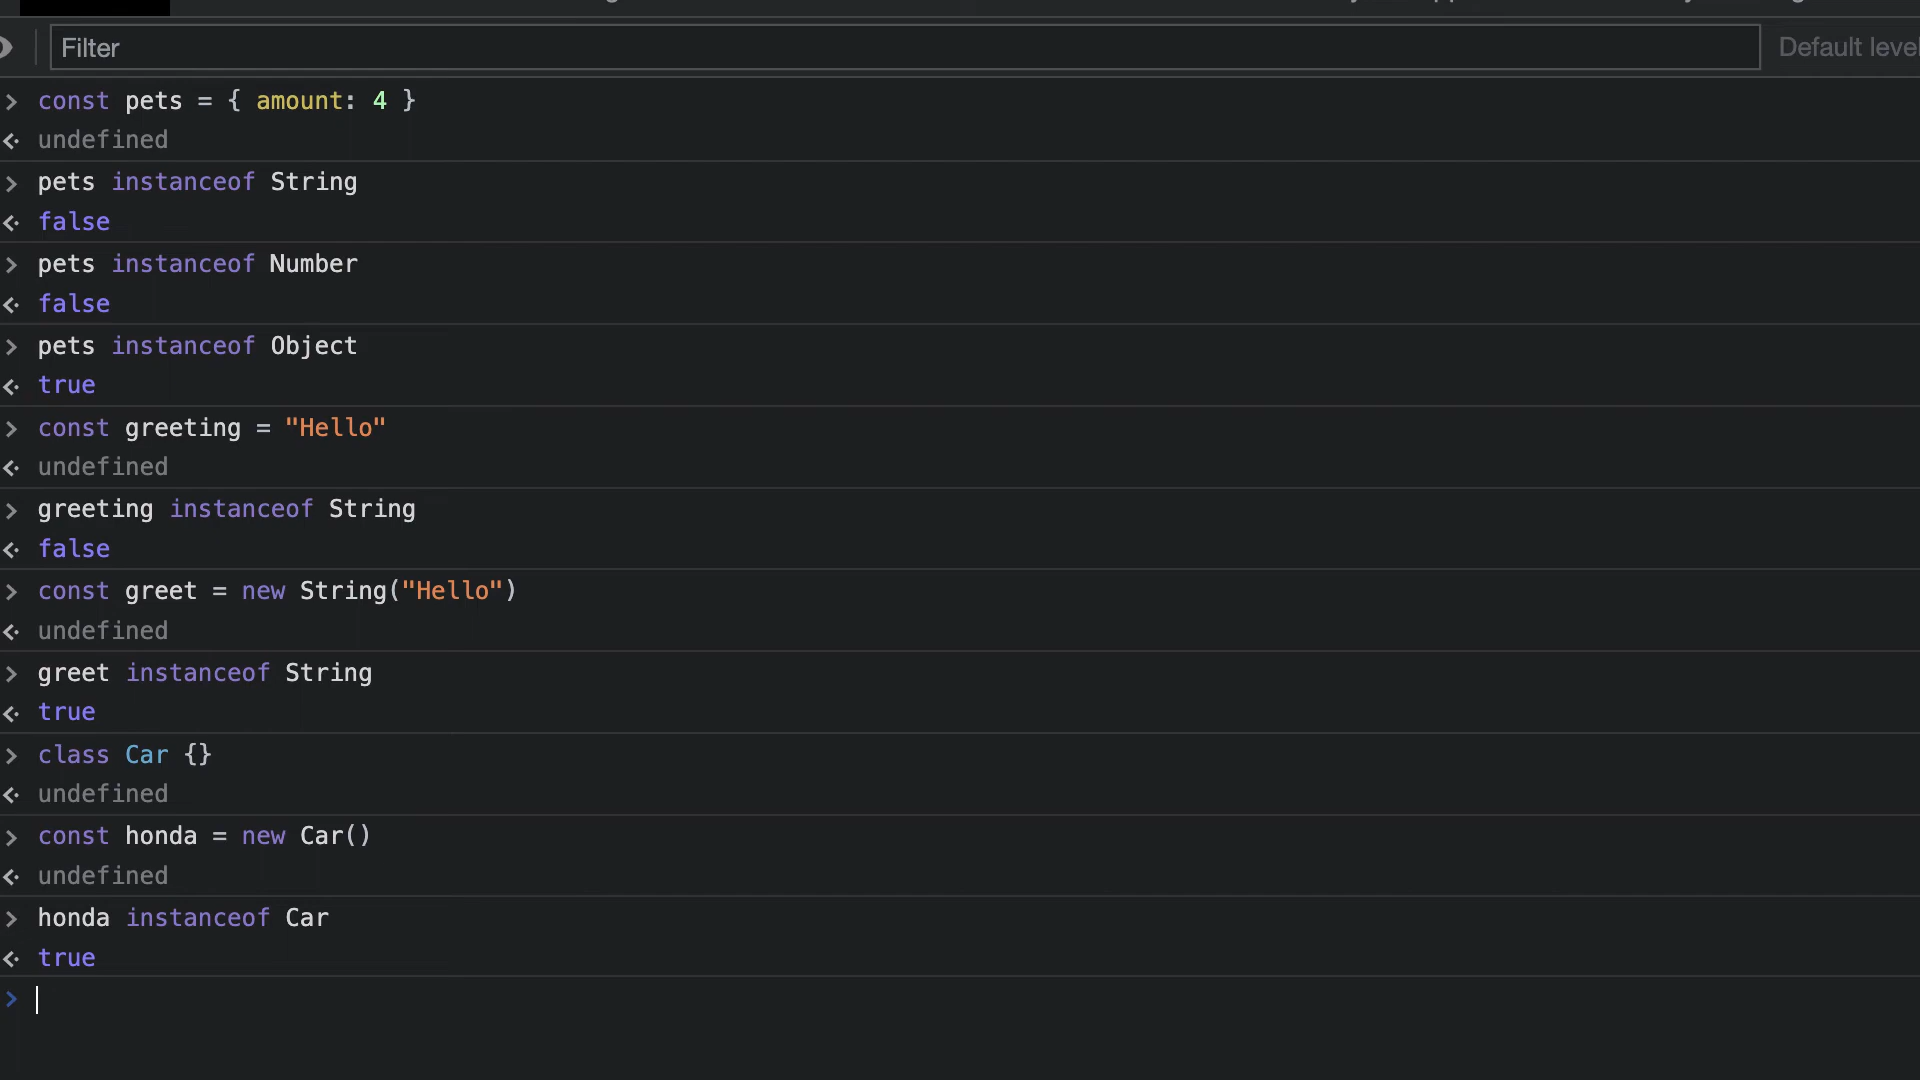 Filter
Default level
const pets = { amount: 4 }
undefined
pets instanceof String
false
pets instanceof Number
false
pets instanceof Object
true
const greeting = "Hello"
undefined
greeting instanceof String
false
const greet = new String("Hello")
undefined
greet instanceof String
true
class Car {}
undefined
const honda = new Car()
undefined
honda instanceof Car
true